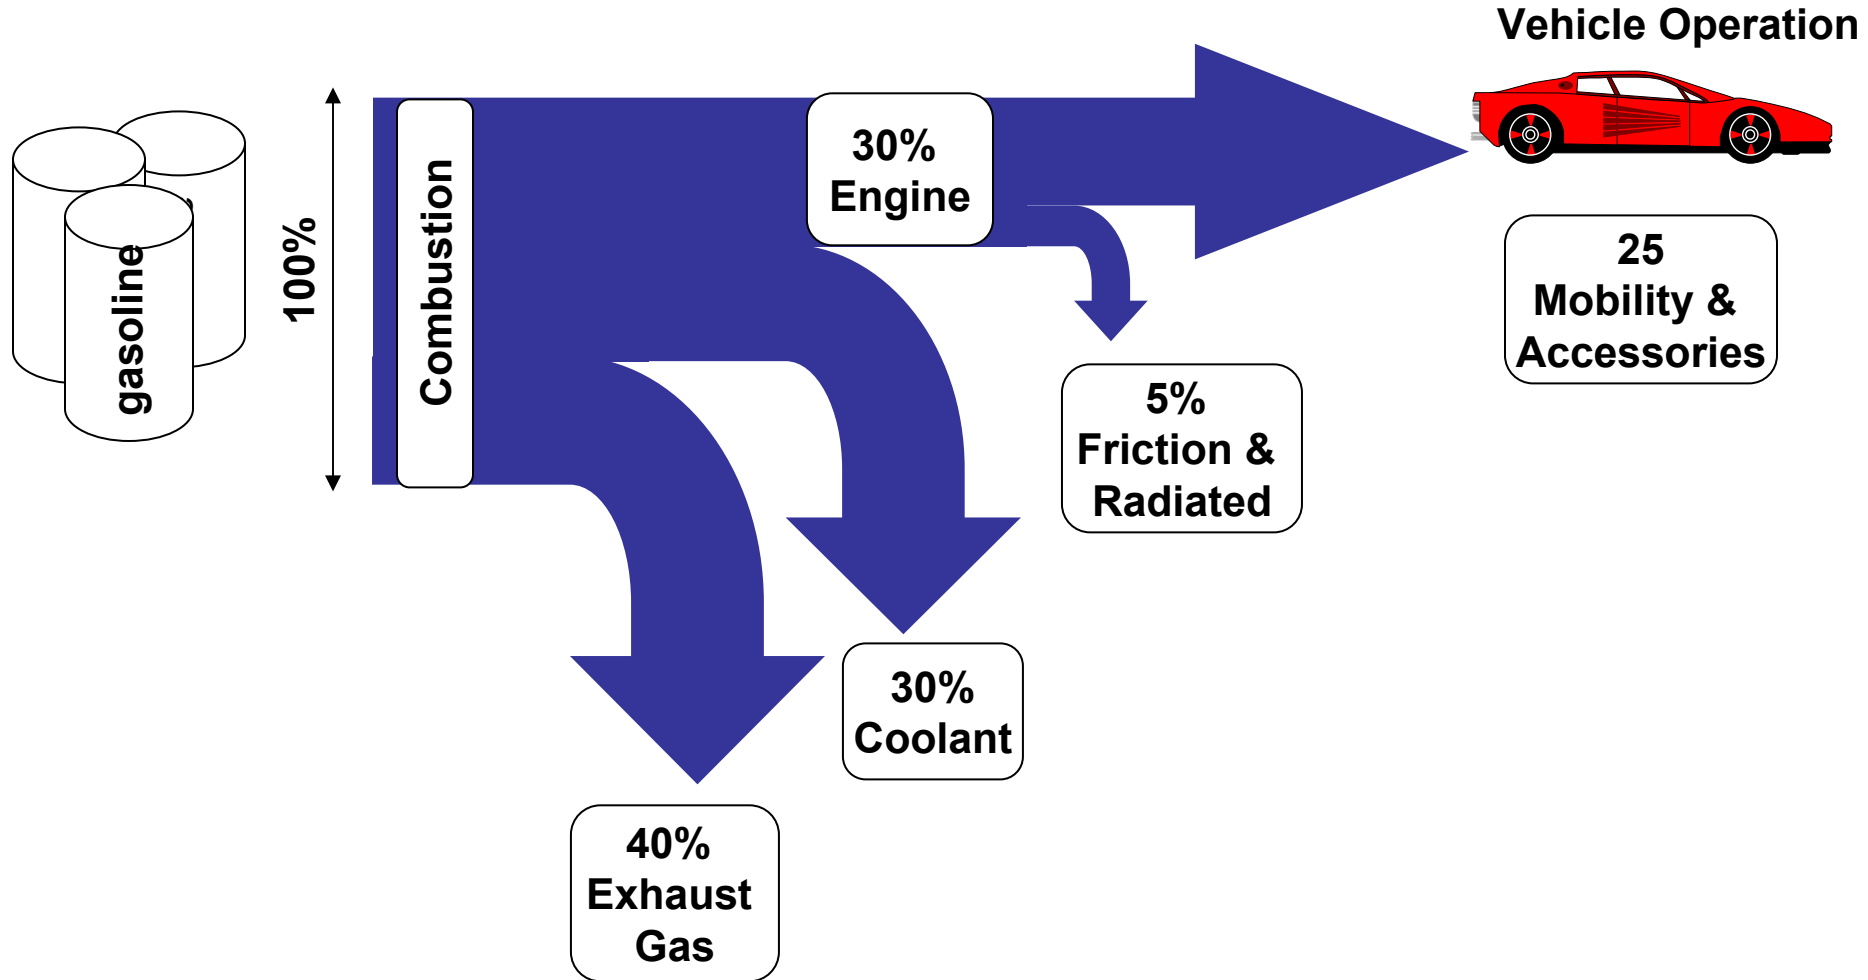 Vehicle Operation
gasoline
100%
Combustion
30%
Engine
25
Mobility &
Accessories
5%
Friction &
Radiated
30%
Coolant
40%
Exhaust
Gas